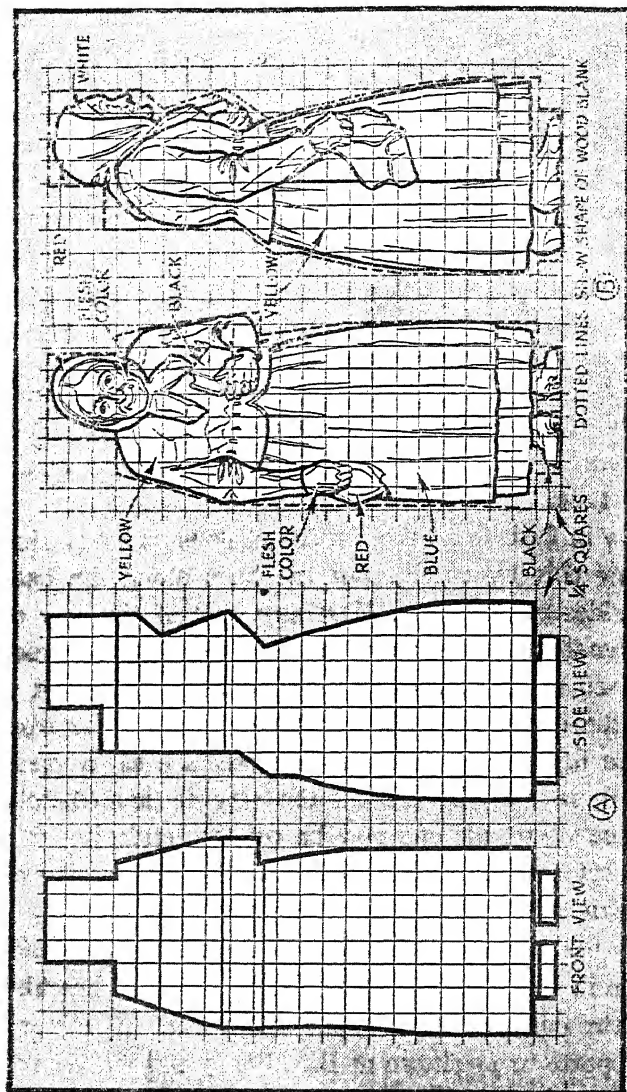 RED
WHITE
FLESH
COLOR
BLACK
YELLOW
YELLOW
FLESH
COLOR
RED
BLUE
BLACK
1/4" SQUARES
DOTTED LINES SHOW SHAPE OF WOOD BLANK
FRONT VIEW
SIDE VIEW
A
B